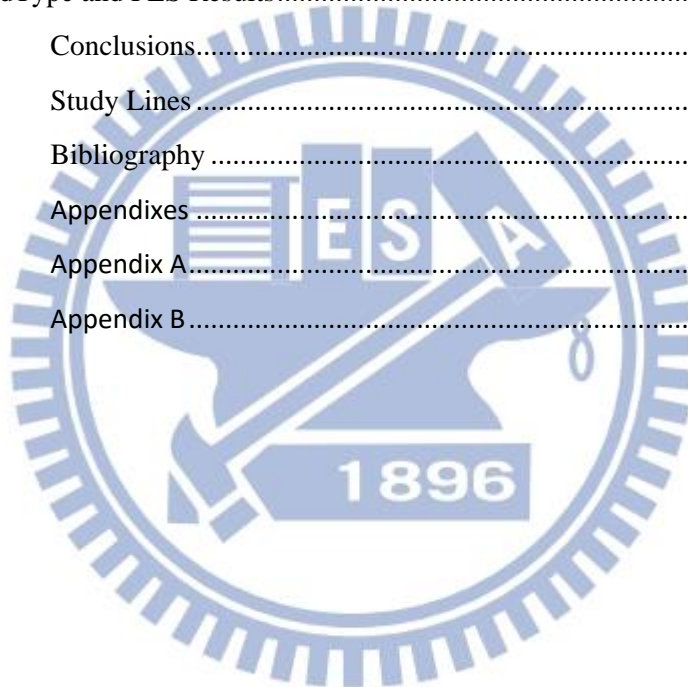 Conclusions
Study Lines
Bibliography
Appendixes
Appendix A
Appendix B
E S A
1896